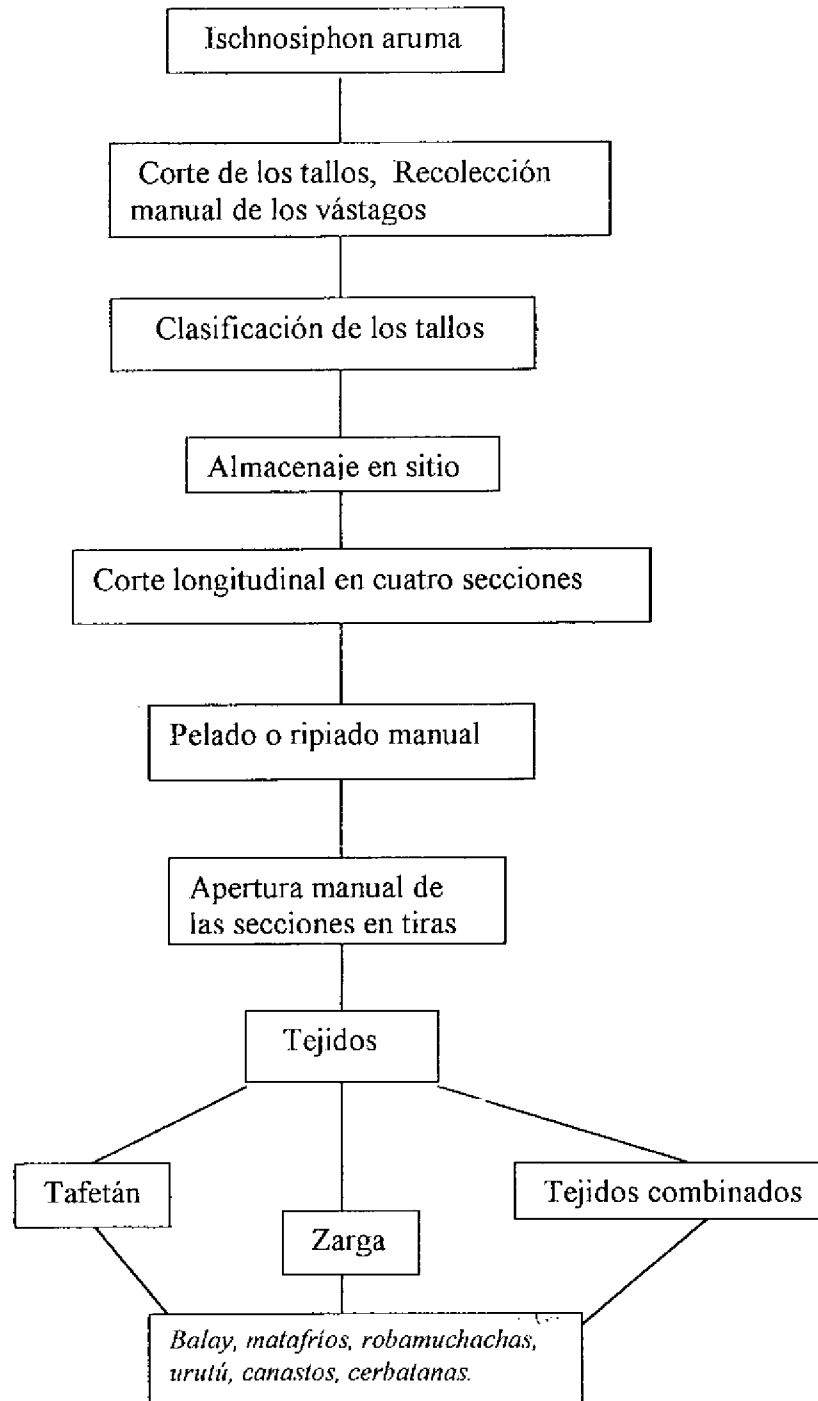 Ischnosiphon aruma
Corte de los tallos, Recolección
manual de los vástagos
Clasificación de los tallos
Almacenaje en sitio
Corte longitudinal en cuatro secciones
Pelado o ripiado manual
Apertura manual de
las secciones en tiras
Tejidos
Tafetán
Tejidos combinados
Zarga
Balay, matafríos, robamuchachas,
urutú, canastos, cerbatanas.